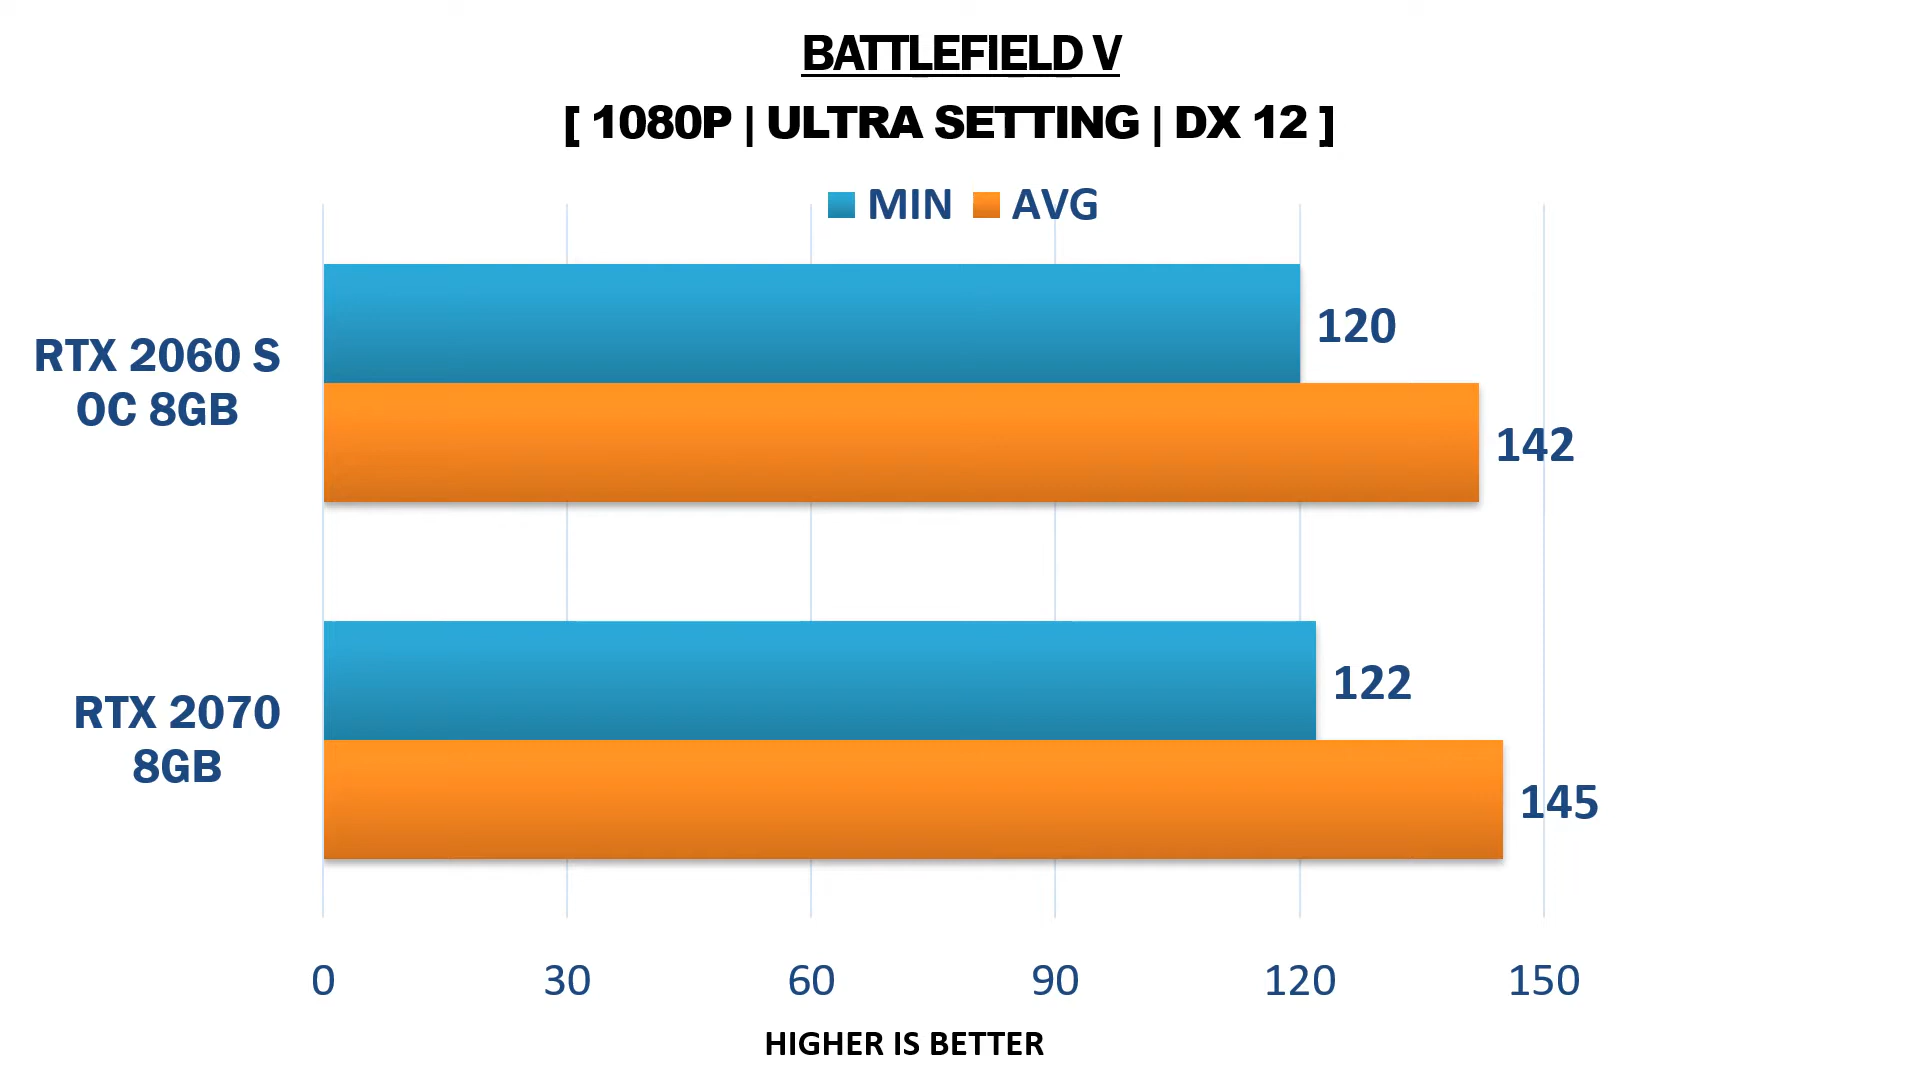 BATTLEFIELD V
[ 1080P | ULTRA SETTING | DX 12 ]
MIN AVG
RTX 2060 S
OC 8GB
120
142
RTX 2070
8GB
122
145
0 30 60 90 120 150
HIGHER IS BETTER